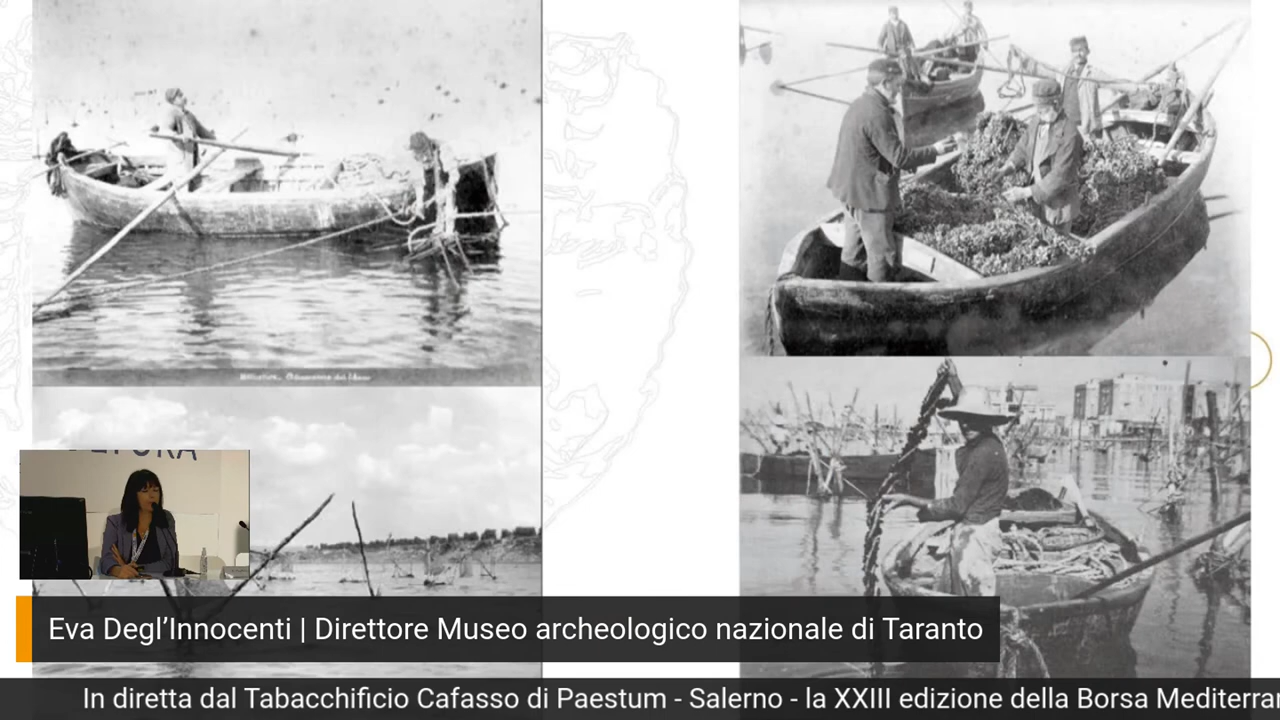 Eva Degl’Innocenti | Direttore Museo archeologico nazionale di Taranto
In diretta dal Tabacchificio Cafasso di Paestum - Salerno - la XXIII edizione della Borsa Mediterra